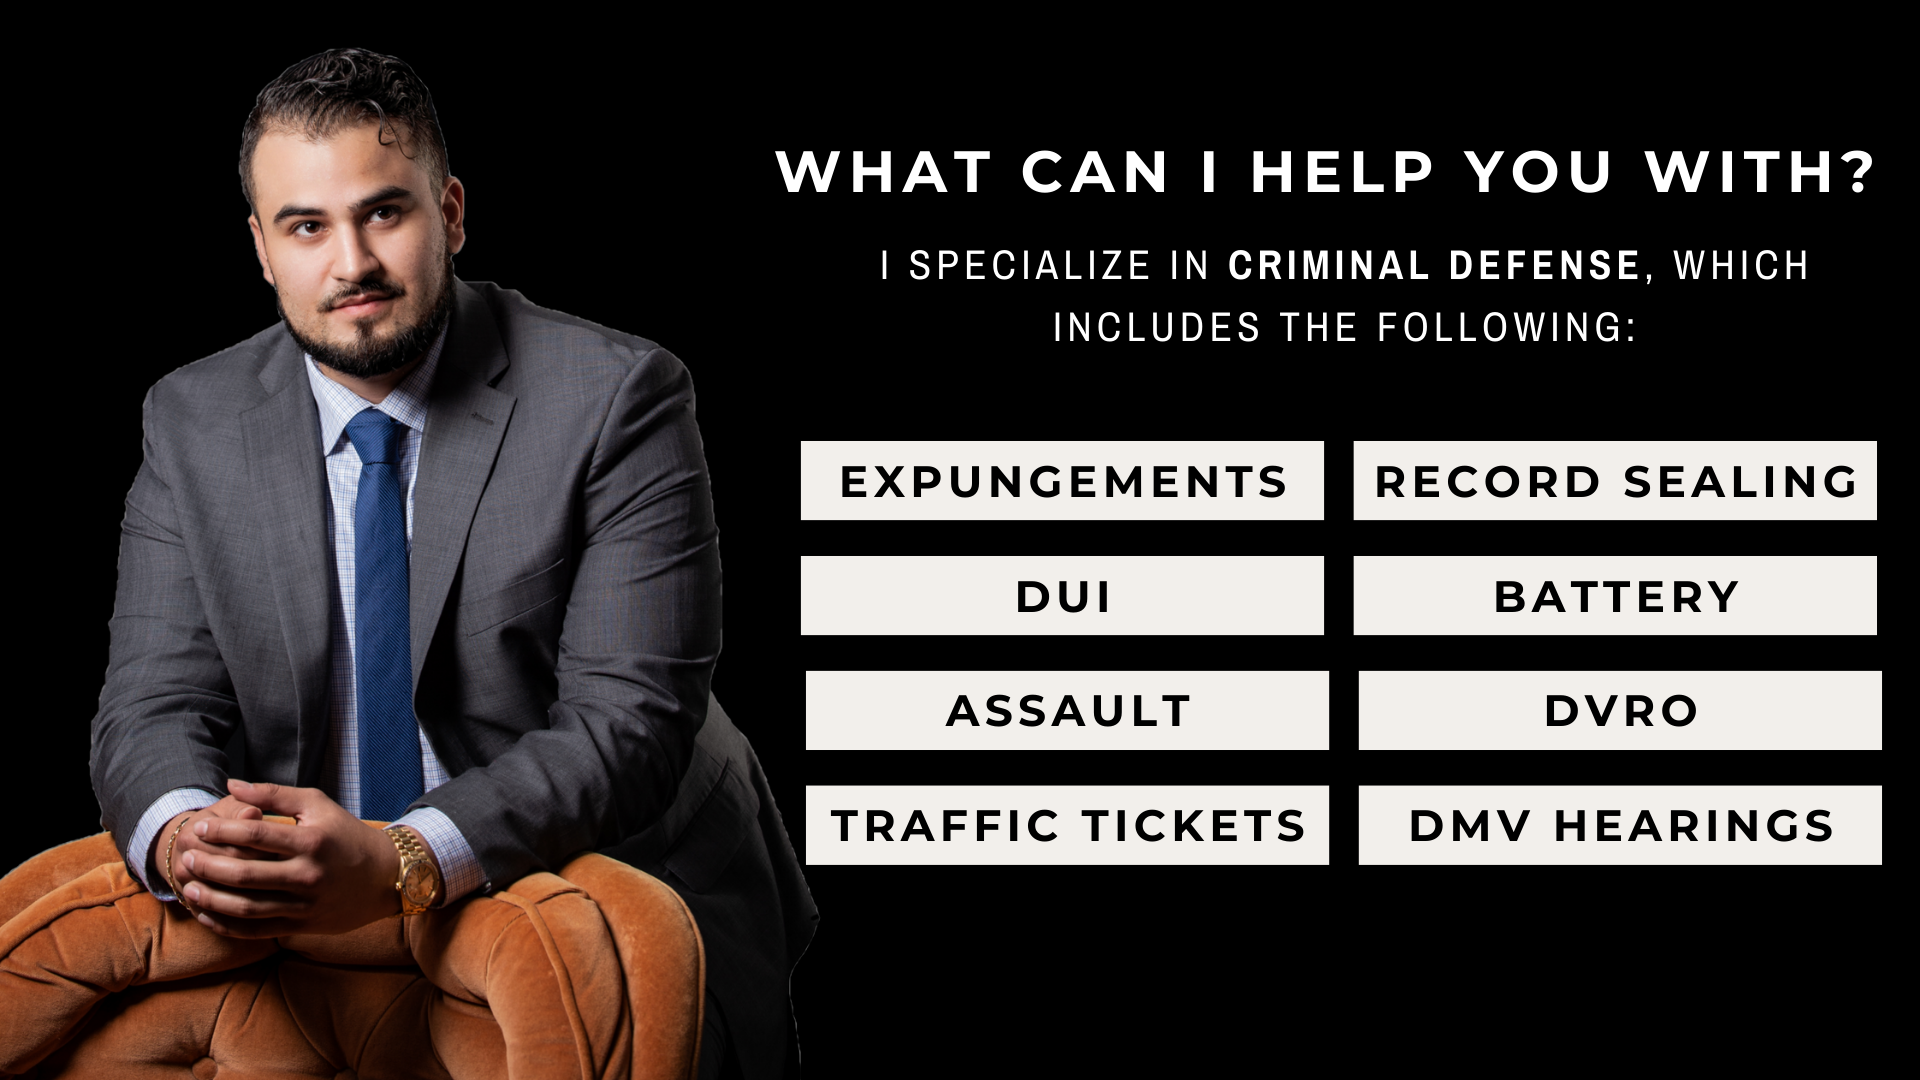 WHAT CAN I HELP YOU WITH?
I SPECIALIZE IN CRIMINAL DEFENSE, WHICH
INCLUDES THE FOLLOWING:
EXPUNGEMENTS
RECORD SEALING
DUI
BATTERY
ASSAULT
DVRO
TRAFFIC TICKETS
DMV HEARINGS